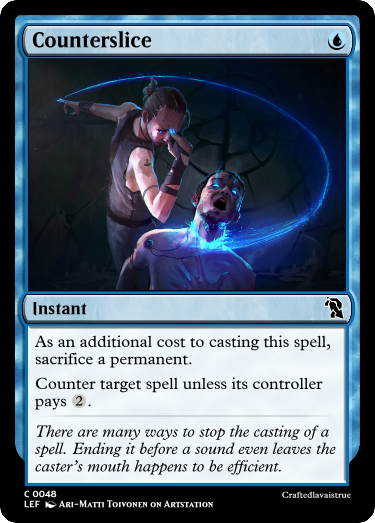 Counterslice
Instant
As an additional cost to casting this spell,
sacrifice a permanent.
Counter target spell unless its controller
pays 2.
There are many ways to stop the casting of a
spell. Ending it before a sound even leaves the
caster's mouth happens to be efficient.
C 0048
LEF Ari-Matti Toivonen on Artstation
Craftedlavaistrue